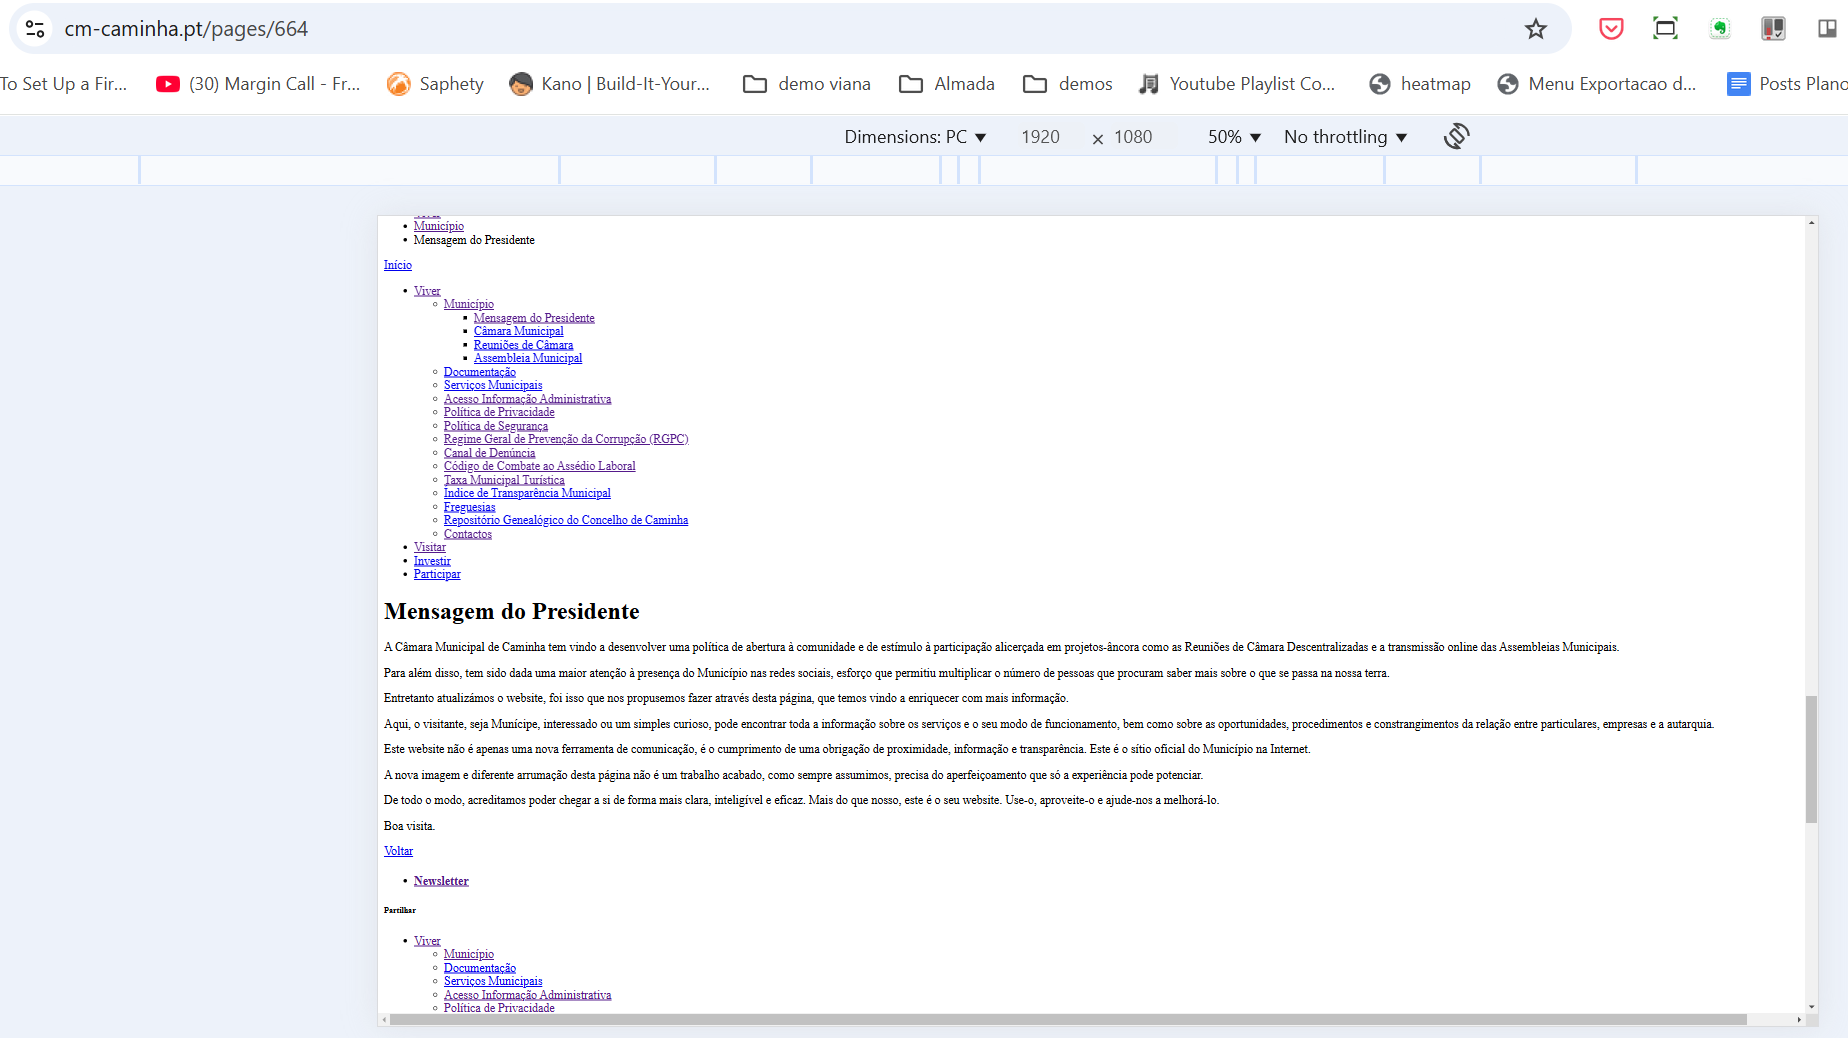 cm-caminha.pt/pages/664
To Set Up a Fir... (30) Margin Call - Fr... Saphety Kano | Build-It-Your... demo viana Almada demos Youtube Playlist Co... heatmap Menu Exportacao d... Posts Plano
Dimensions: PC ▼ 1920 × 1080 50% ▼ No throttling ▼
Município
Mensagem do Presidente
Início
Viver
Município
Mensagem do Presidente
Câmara Municipal
Reuniões de Câmara
Assembleia Municipal
Documentação
Serviços Municipais
Acesso Informação Administrativa
Política de Privacidade
Política de Segurança
Regime Geral de Prevenção da Corrupção (RGPC)
Canal de Denúncia
Código de Combate ao Assédio Laboral
Taxa Municipal Turística
Índice de Transparência Municipal
Freguesias
Repositório Genealógico do Concelho de Caminha
Contactos
Visitar
Investir
Participar
Mensagem do Presidente
A Câmara Municipal de Caminha tem vindo a desenvolver uma política de abertura à comunidade e de estímulo à participação alicerçada em projetos-âncora como as Reuniões de Câmara Descentralizadas e a transmissão online das Assembleias Municipais.
Para além disso, tem sido dada uma maior atenção à presença do Município nas redes sociais, esforço que permitiu multiplicar o número de pessoas que procuram saber mais sobre o que se passa na nossa terra.
Entretanto atualizámos o website, foi isso que nos propusemos fazer através desta página, que temos vindo a enriquecer com mais informação.
Aqui, o visitante, seja Munícipe, interessado ou um simples curioso, pode encontrar toda a informação sobre os serviços e o seu modo de funcionamento, bem como sobre as oportunidades, procedimentos e constrangimentos da relação entre particulares, empresas e a autarquia.
Este website não é apenas uma nova ferramenta de comunicação, é o cumprimento de uma obrigação de proximidade, informação e transparência. Este é o sítio oficial do Município na Internet.
A nova imagem e diferente arrumação desta página não é um trabalho acabado, como sempre assumimos, precisa do aperfeiçoamento que só a experiência pode potenciar.
De todo o modo, acreditamos poder chegar a si de forma mais clara, inteligível e eficaz. Mais do que nosso, este é o seu website. Use-o, aproveite-o e ajude-nos a melhorá-lo.
Boa visita.
Voltar
Newsletter
Partilhar
Viver
Município
Documentação
Serviços Municipais
Acesso Informação Administrativa
Política de Privacidade